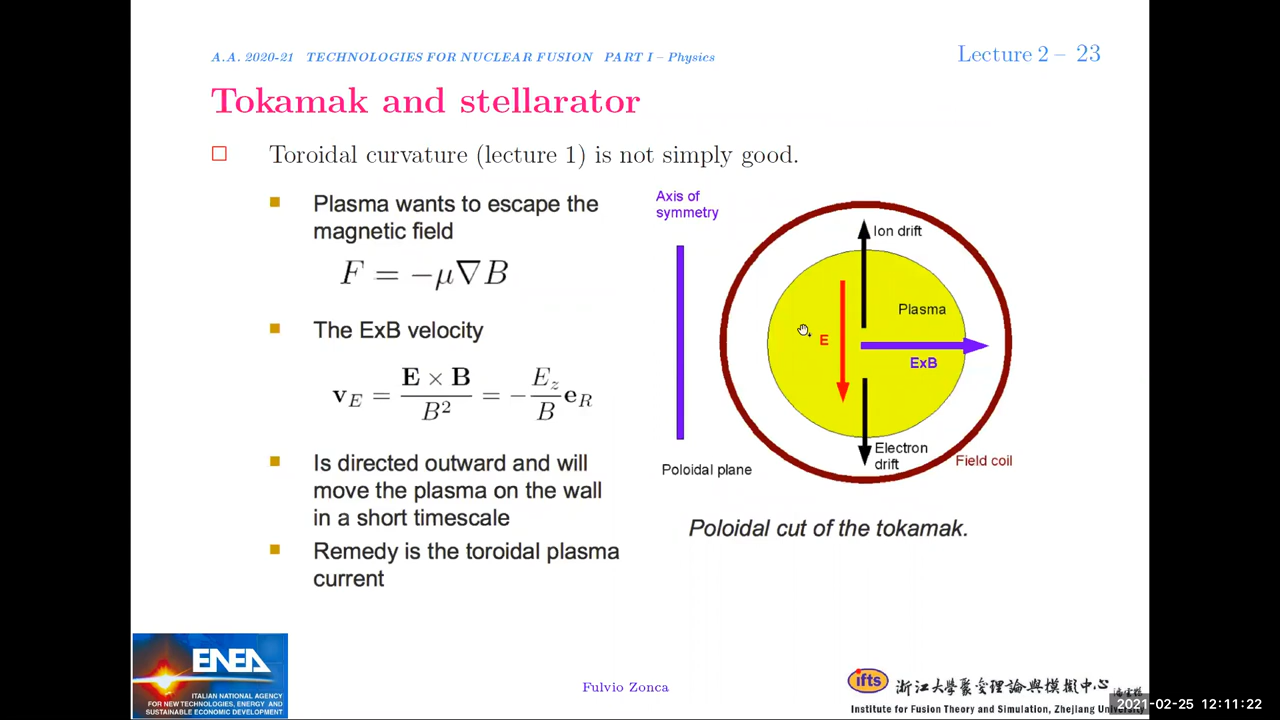 A.A. 2020-21 TECHNOLOGIES FOR NUCLEAR FUSION PART I – Physics
Lecture 2 – 23
Tokamak and stellarator
Toroidal curvature (lecture 1) is not simply good.
Plasma wants to escape the
magnetic field
F = −μ∇B
The ExB velocity
v_E = E × B / B² = − E_z / B e_R
Is directed outward and will
move the plasma on the wall
in a short timescale
Remedy is the toroidal plasma
current
Axis of
symmetry
Ion drift
Plasma
E
ExB
Electron
drift
Field coil
Poloidal plane
Poloidal cut of the tokamak.
ENEA
ITALIAN NATIONAL AGENCY
FOR NEW TECHNOLOGIES, ENERGY AND
SUSTAINABLE ECONOMIC DEVELOPMENT
Fulvio Zonca
ifts
浙江大學聚变理論與模擬中心
Institute for Fusion Theory and Simulation, Zhejiang University
2021-02-25 12:11:22